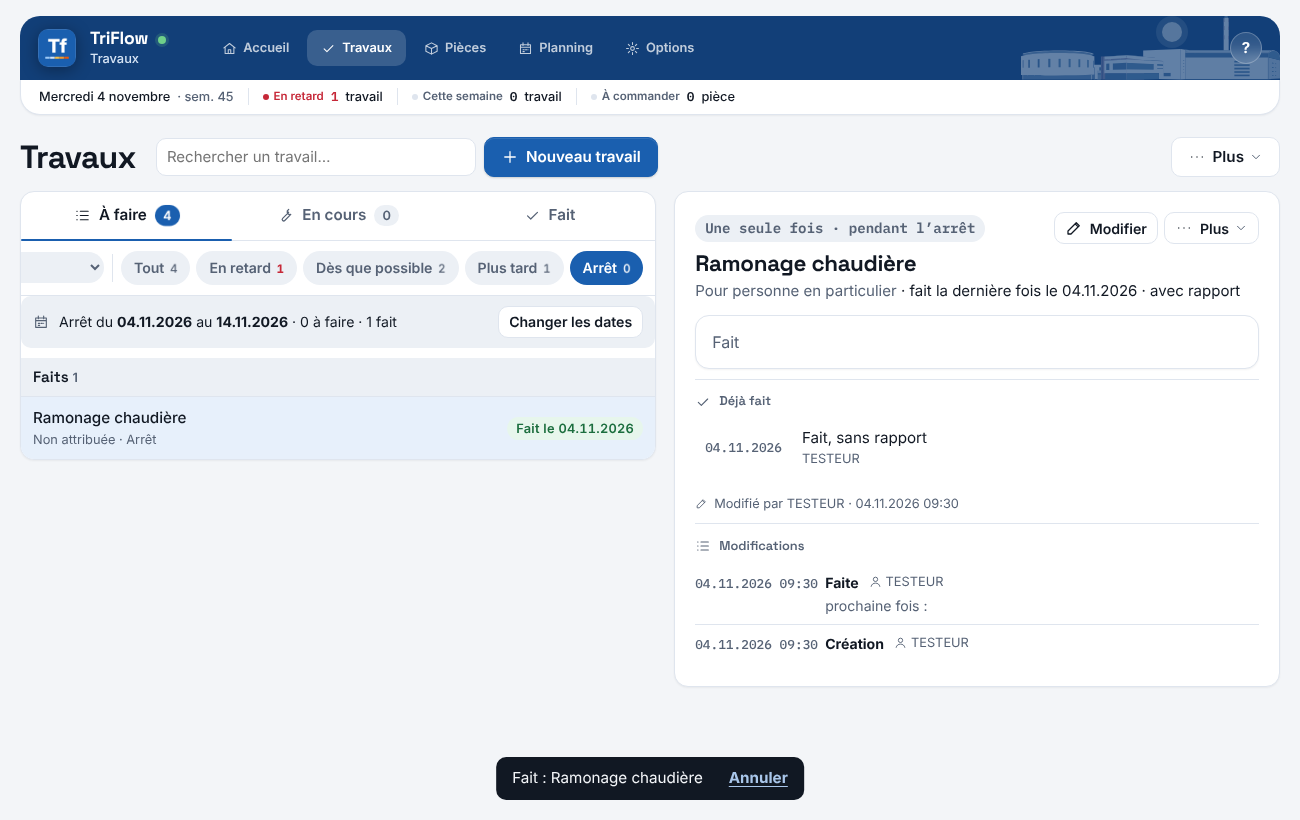 Tf
TriFlow
Travaux
Accueil
Travaux
Pièces
Planning
Options
?
Mercredi 4 novembre · sem. 45
En retard 1 travail
Cette semaine 0 travail
À commander 0 pièce
Travaux
Rechercher un travail…
Nouveau travail
··· Plus
À faire 4
En cours 0
Fait
Tout 4
En retard 1
Dès que possible 2
Plus tard 1
Arrêt 0
Arrêt du 04.11.2026 au 14.11.2026 · 0 à faire · 1 fait
Changer les dates
Faits 1
Ramonage chaudière
Non attribuée · Arrêt
Fait le 04.11.2026
Une seule fois · pendant l’arrêt
Modifier
··· Plus
Ramonage chaudière
Pour personne en particulier · fait la dernière fois le 04.11.2026 · avec rapport
Fait
Déjà fait
04.11.2026
Fait, sans rapport
TESTEUR
Modifié par TESTEUR · 04.11.2026 09:30
Modifications
04.11.2026 09:30 Faite TESTEUR
prochaine fois :
04.11.2026 09:30 Création TESTEUR
Fait : Ramonage chaudière
Annuler